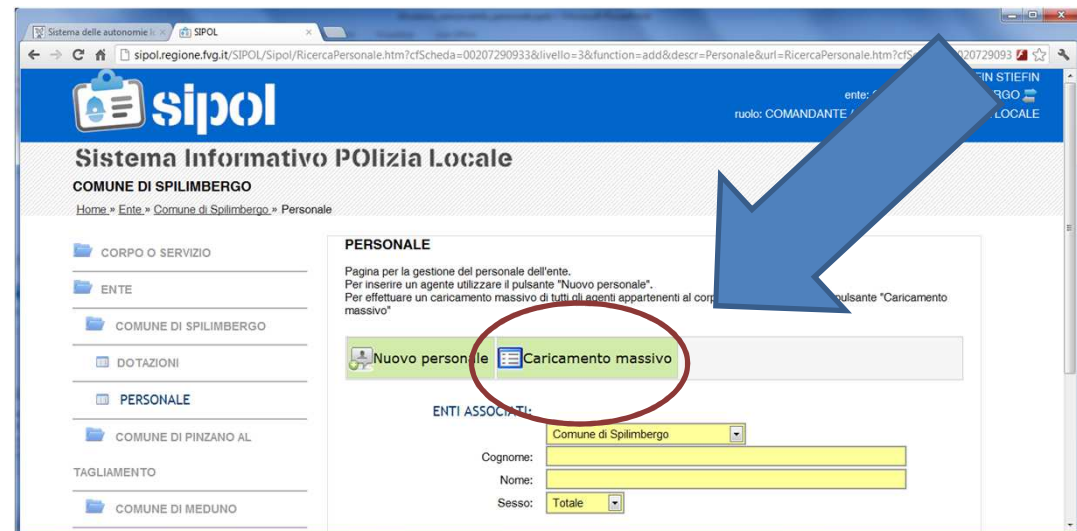 Sistema delle autonomie l
SIPOL
sipol.regione.fvg.it/SIPOL/Sipol/RicercaPersonale.htm?cfScheda=00207290933&livello=3&function=add&descr=Personale&url=RicercaPersonale.htm?cfSc 020729093
sipol
FIN STIEFIN
ente: RGO
ruolo: COMANDANTE LOCALE
Sistema Informativo POlizia Locale
COMUNE DI SPILIMBERGO
Home » Ente » Comune di Spilimbergo » Personale
CORPO O SERVIZIO
ENTE
COMUNE DI SPILIMBERGO
DOTAZIONI
PERSONALE
COMUNE DI PINZANO AL
TAGLIAMENTO
COMUNE DI MEDUNO
PERSONALE
Pagina per la gestione del personale dell'ente.
Per inserire un agente utilizzare il pulsante "Nuovo personale".
Per effettuare un caricamento massivo di tutti gli agenti appartenenti al corp pulsante "Caricamento
massivo"
Nuovo personale
Caricamento massivo
ENTI ASSOCIATI:
Comune di Spilimbergo
Cognome:
Nome:
Sesso: Totale